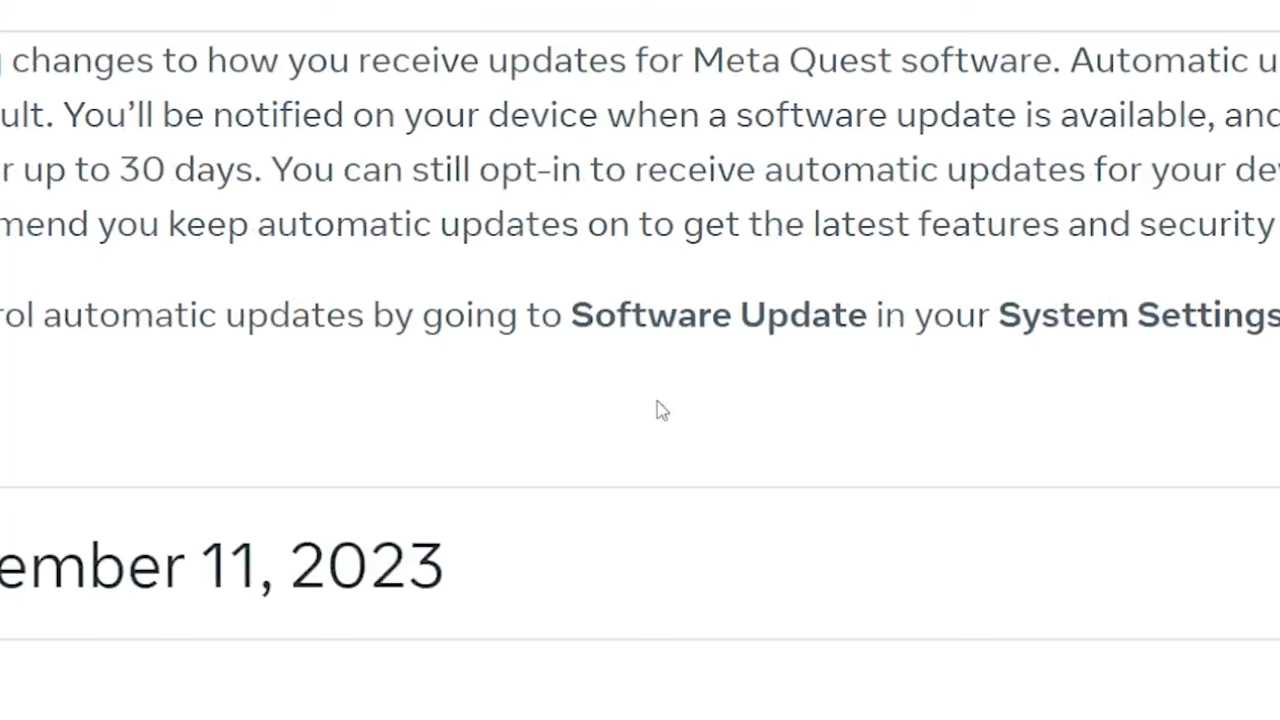 changes to how you receive updates for Meta Quest software. Automatic u
ult. You’ll be notified on your device when a software update is available, and
r up to 30 days. You can still opt-in to receive automatic updates for your de
mend you keep automatic updates on to get the latest features and security
rol automatic updates by going to Software Update in your System Settings
ember 11, 2023